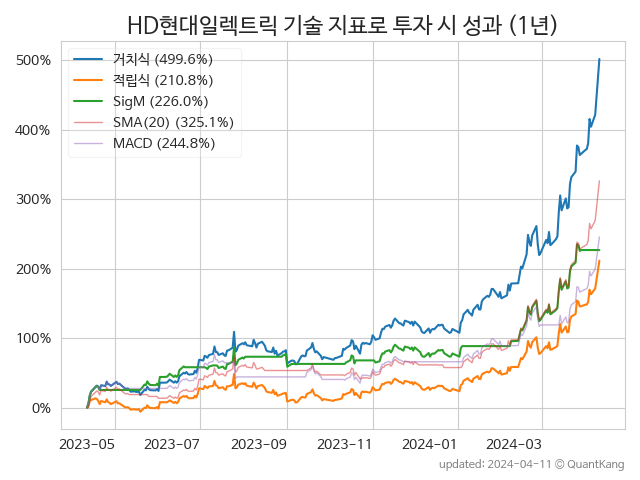 HD현대일렉트릭 기술 지표로 투자 시 성과 (1년)
거치식 (499.6%)
적립식 (210.8%)
SigM (226.0%)
SMA(20) (325.1%)
MACD (244.8%)
500%
400%
300%
200%
100%
0%
2023-05 2023-07 2023-09 2023-11 2024-01 2024-03
updated: 2024-04-11 © QuantKang